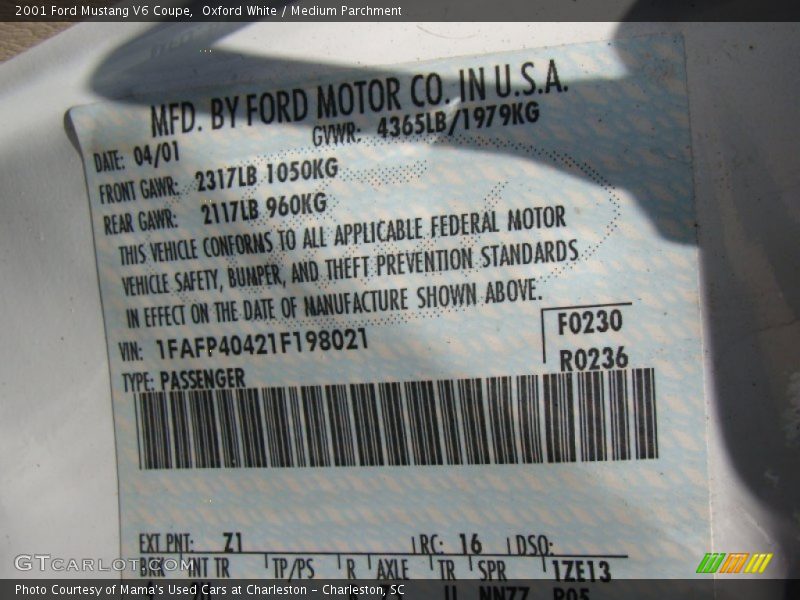 2001 Ford Mustang V6 Coupe,  Oxford White / Medium Parchment
MFD. BY FORD MOTOR CO. IN U.S.A.
DATE: 04/01 GVWR: 4365LB/1979KG
FRONT GAWR: 2317LB 1050KG
REAR GAWR: 2117LB 960KG
THIS VEHICLE CONFORMS TO ALL APPLICABLE FEDERAL MOTOR
VEHICLE SAFETY, BUMPER, AND THEFT PREVENTION STANDARDS
IN EFFECT ON THE DATE OF MANUFACTURE SHOWN ABOVE.
VIN: 1FAFP40421F198021 F0230
TYPE: PASSENGER R0236
EXT PNT: Z1 RC: 16 DSO:
BRK INT TR TP/PS R AXLE TR SPR 1ZE13
GTCARLOT.COM
Photo Courtesy of Mama's Used Cars at Charleston - Charleston, SC